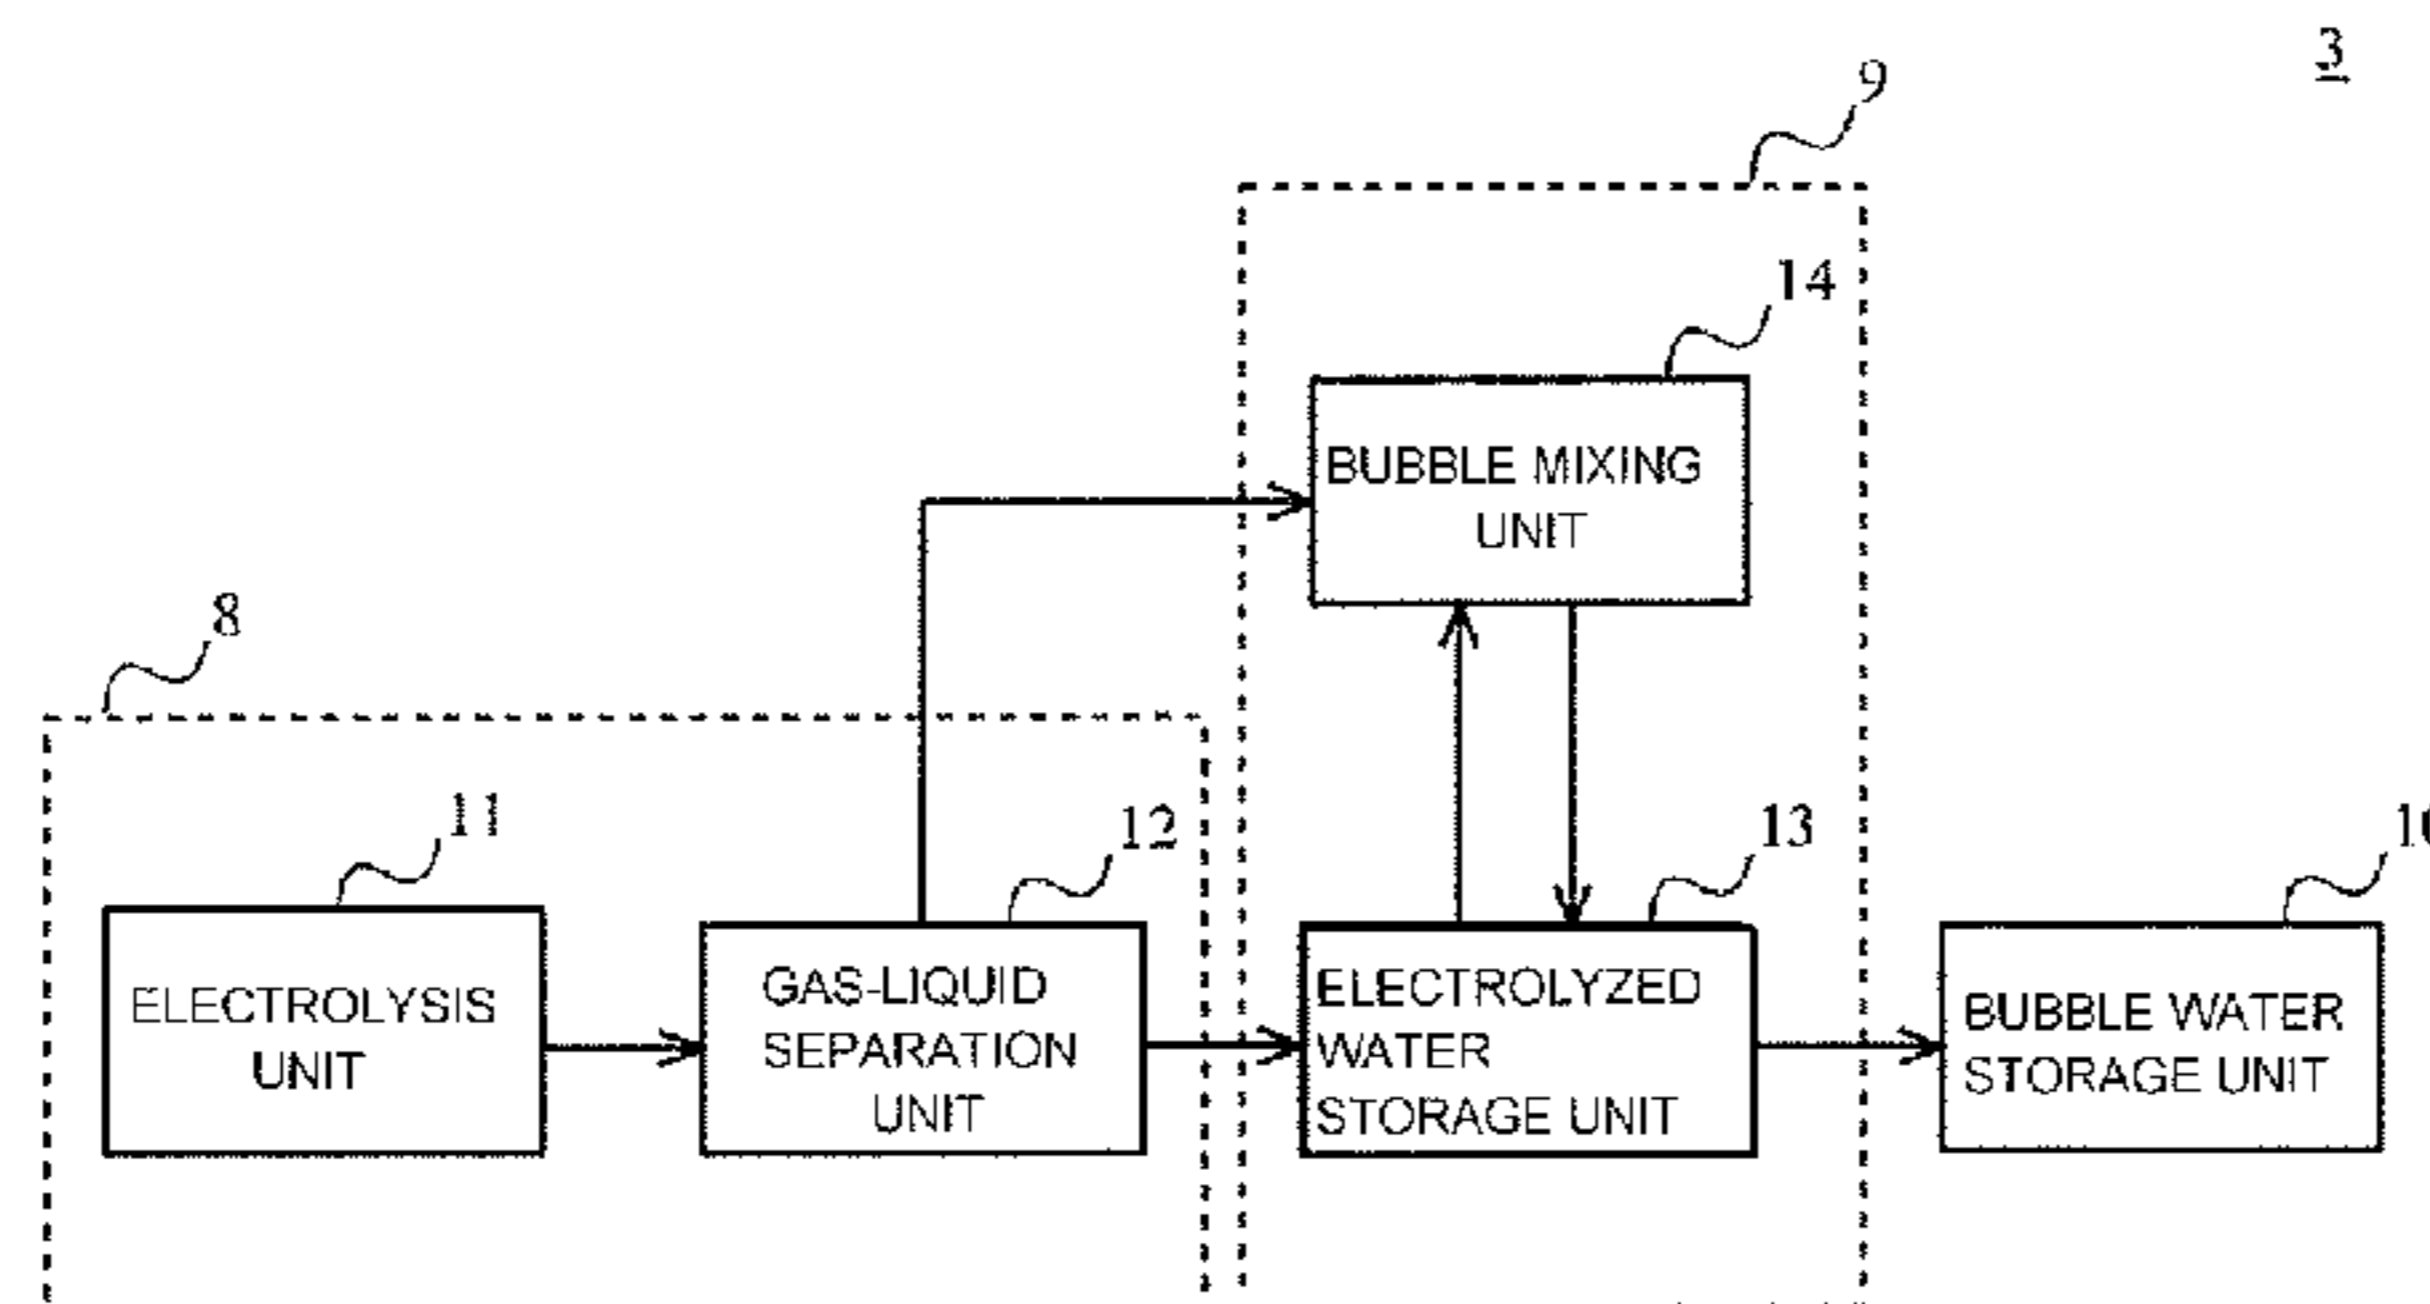 3
9
14
BUBBLE MIXING
UNIT
8
11
12
13
ELECTROLYSIS
UNIT
GAS-LIQUID
SEPARATION
UNIT
ELECTROLYZED
WATER
STORAGE UNIT
BUBBLE WATER
STORAGE UNIT